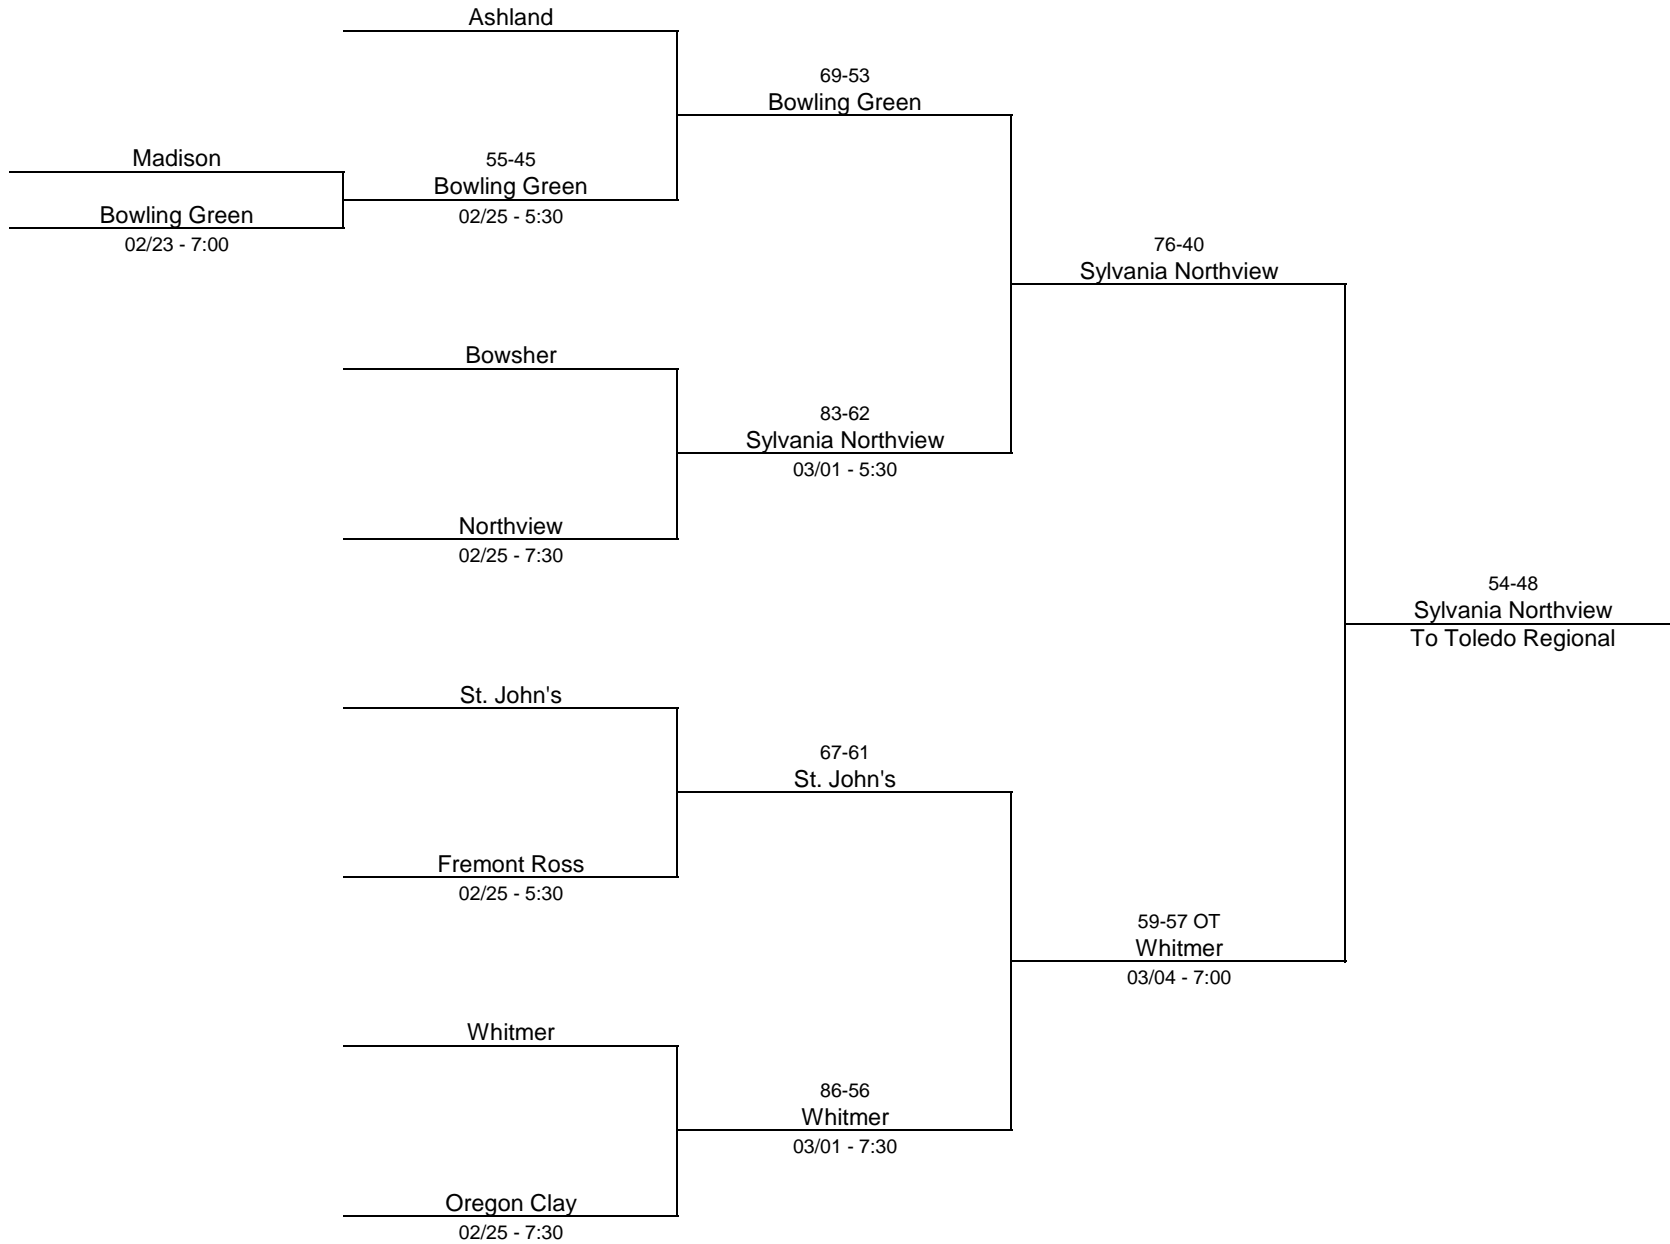 Ashland
69-53
Bowling Green
Madison
55-45
Bowling Green
Bowling Green
02/25 - 5:30
02/23 - 7:00
76-40
Sylvania Northview
Bowsher
83-62
Sylvania Northview
03/01 - 5:30
Northview
02/25 - 7:30
54-48
Sylvania Northview
To Toledo Regional
St. John's
67-61
St. John's
Fremont Ross
02/25 - 5:30
59-57 OT
Whitmer
03/04 - 7:00
Whitmer
86-56
Whitmer
03/01 - 7:30
Oregon Clay
02/25 - 7:30